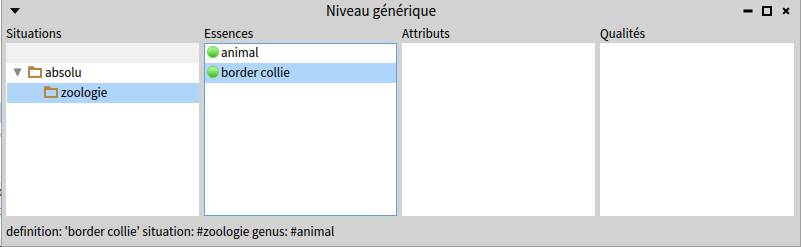 Niveau générique
Situations Essences Attributs Qualités
animal
absolu border collie
zoologie
definition: 'border collie' situation: #zoologie genus: #animal